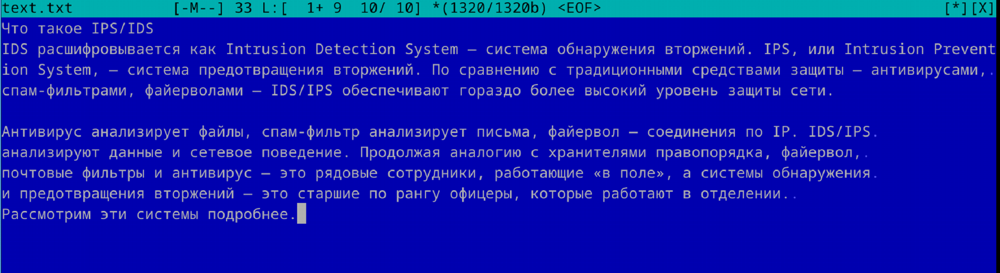 text.txt [-M--] 33 L:[ 1+ 9 10/ 10] *(1320/1320b) <EOF> [*][X]
Что такое IPS/IDS
IDS расшифровывается как Intrusion Detection System — система обнаружения вторжений. IPS, или Intrusion Prevent
ion System, — система предотвращения вторжений. По сравнению с традиционными средствами защиты — антивирусами,.
спам-фильтрами, файерволами — IDS/IPS обеспечивают гораздо более высокий уровень защиты сети.
Антивирус анализирует файлы, спам-фильтр анализирует письма, файервол — соединения по IP. IDS/IPS.
анализируют данные и сетевое поведение. Продолжая аналогию с хранителями правопорядка, файервол,.
почтовые фильтры и антивирус — это рядовые сотрудники, работающие «в поле», а системы обнаружения.
и предотвращения вторжений — это старшие по рангу офицеры, которые работают в отделении..
Рассмотрим эти системы подробнее.